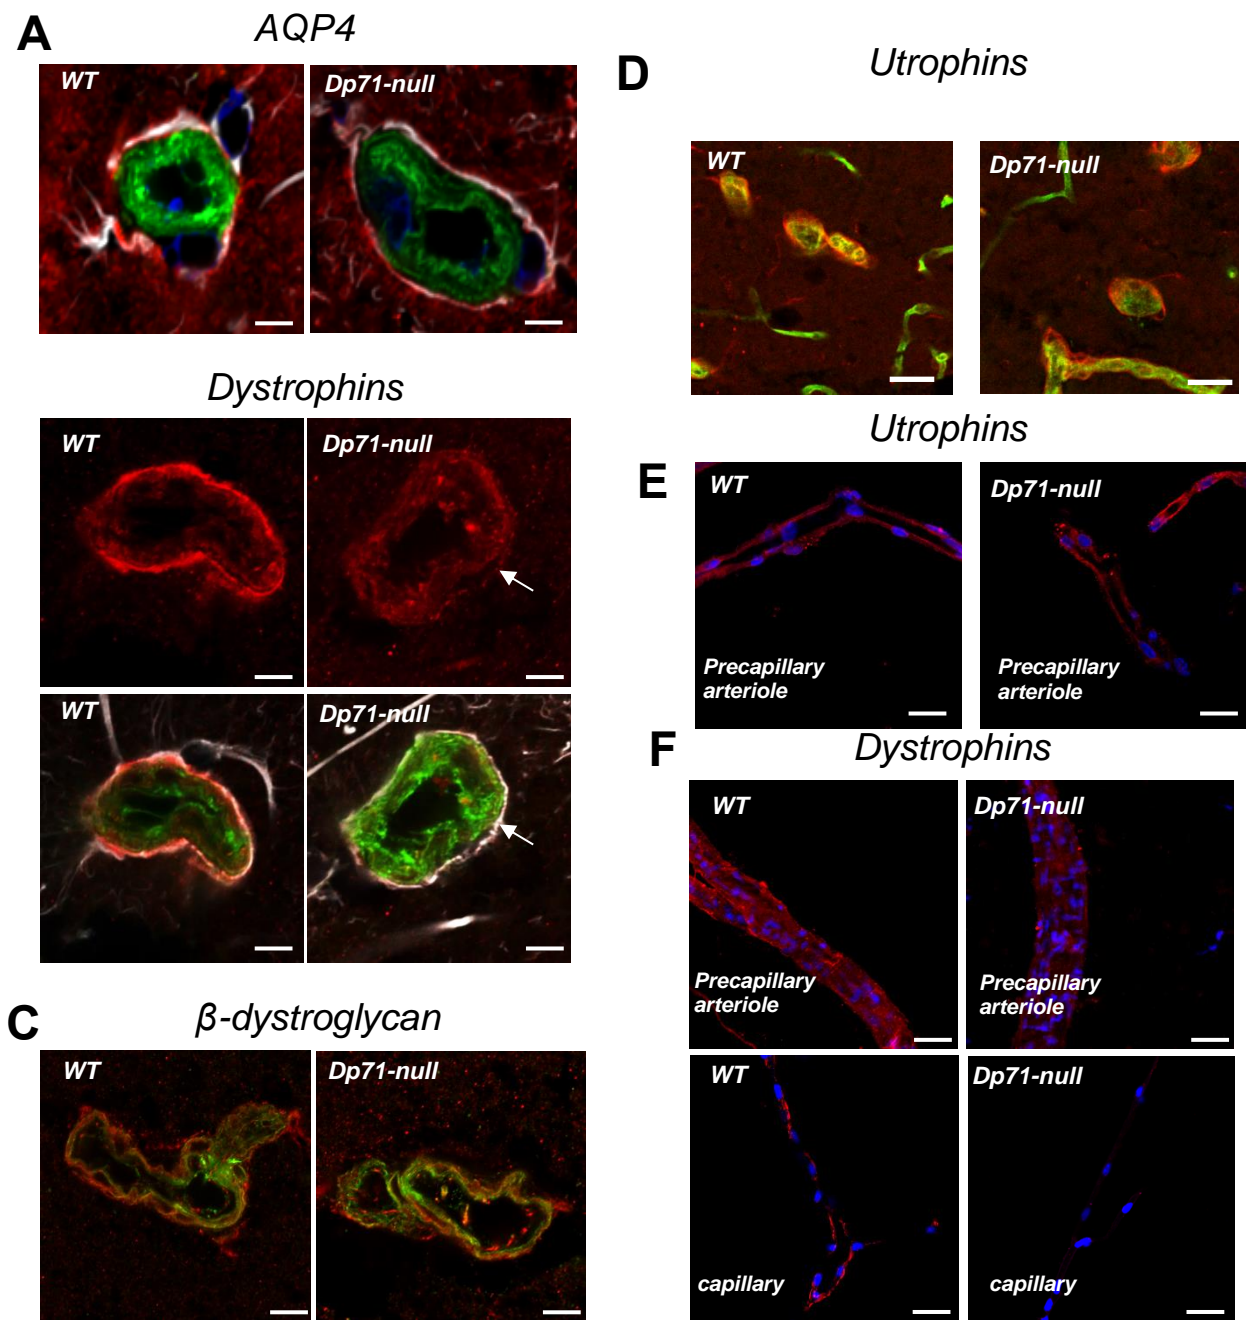 A
AQP4
WT
Dp71-null
Dystrophins
WT
Dp71-null
WT
Dp71-null
C
β-dystroglycan
WT
Dp71-null
D
Utrophins
WT
Dp71-null
Utrophins
E
WT
Dp71-null
Precapillary
arteriole
Precapillary
arteriole
F
Dystrophins
WT
Dp71-null
Precapillary
arteriole
Precapillary
arteriole
WT
Dp71-null
capillary
capillary